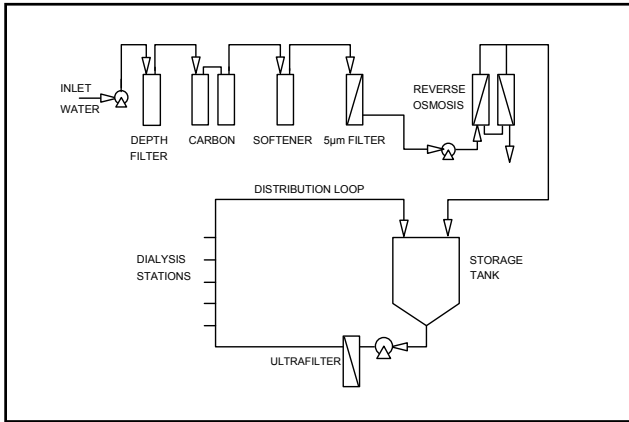 INLET
WATER
DEPTH
FILTER
CARBON
SOFTENER
5µm FILTER
REVERSE
OSMOSIS
DISTRIBUTION LOOP
DIALYSIS
STATIONS
STORAGE
TANK
ULTRAFILTER